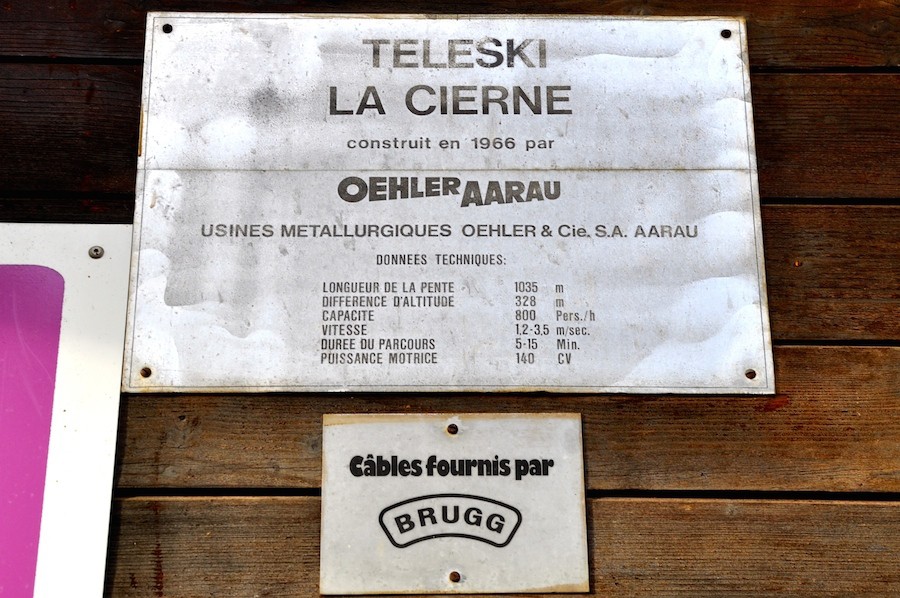 TELESKI
LA CIERNE
construit en 1966 par
OEHLER AARAU
USINES METALLURGIQUES OEHLER & Cie. S.A. AARAU
DONNEES TECHNIQUES:
LONGUEUR DE LA PENTE 1035 m
DIFFERENCE D'ALTITUDE 328 m
CAPACITE 800 Pers./h
VITESSE 1,2-3,5 m/sec.
DURÉE DU PARCOURS 5-15 Min.
PUISSANCE MOTRICE 140 CV
Câbles fournis par
BRUGG